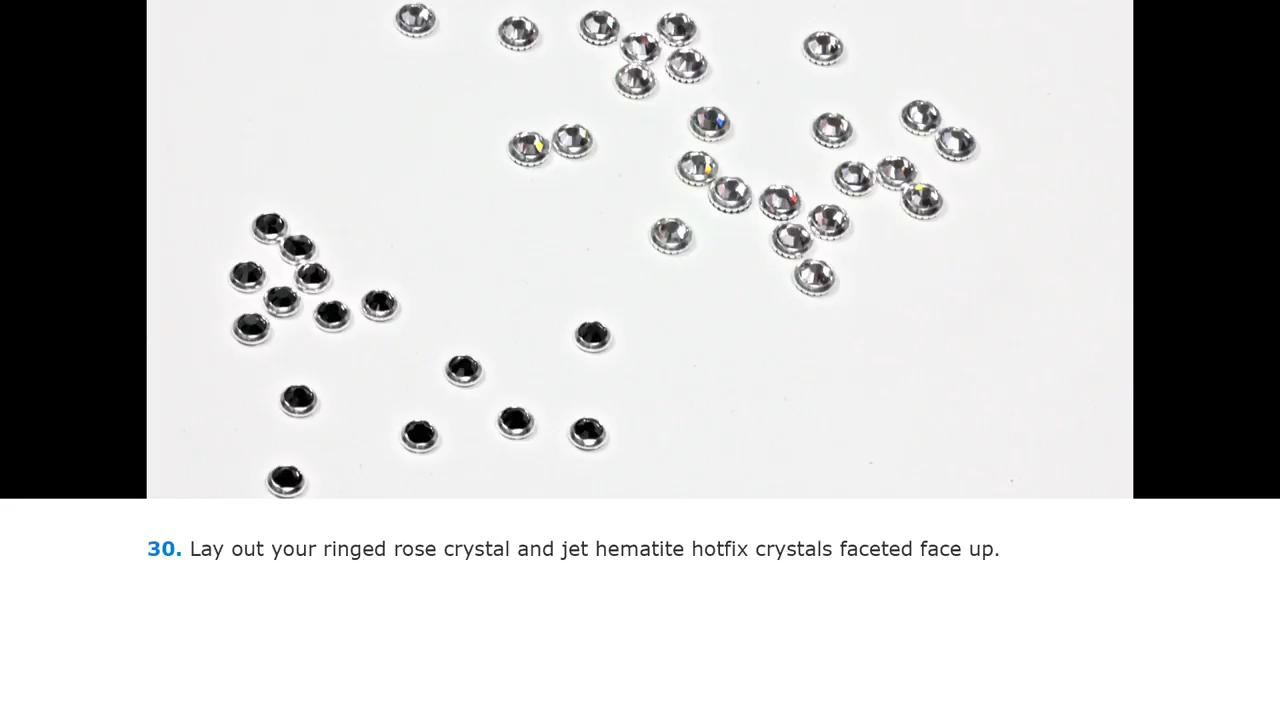 30. Lay out your ringed rose crystal and jet hematite hotfix crystals faceted face up.